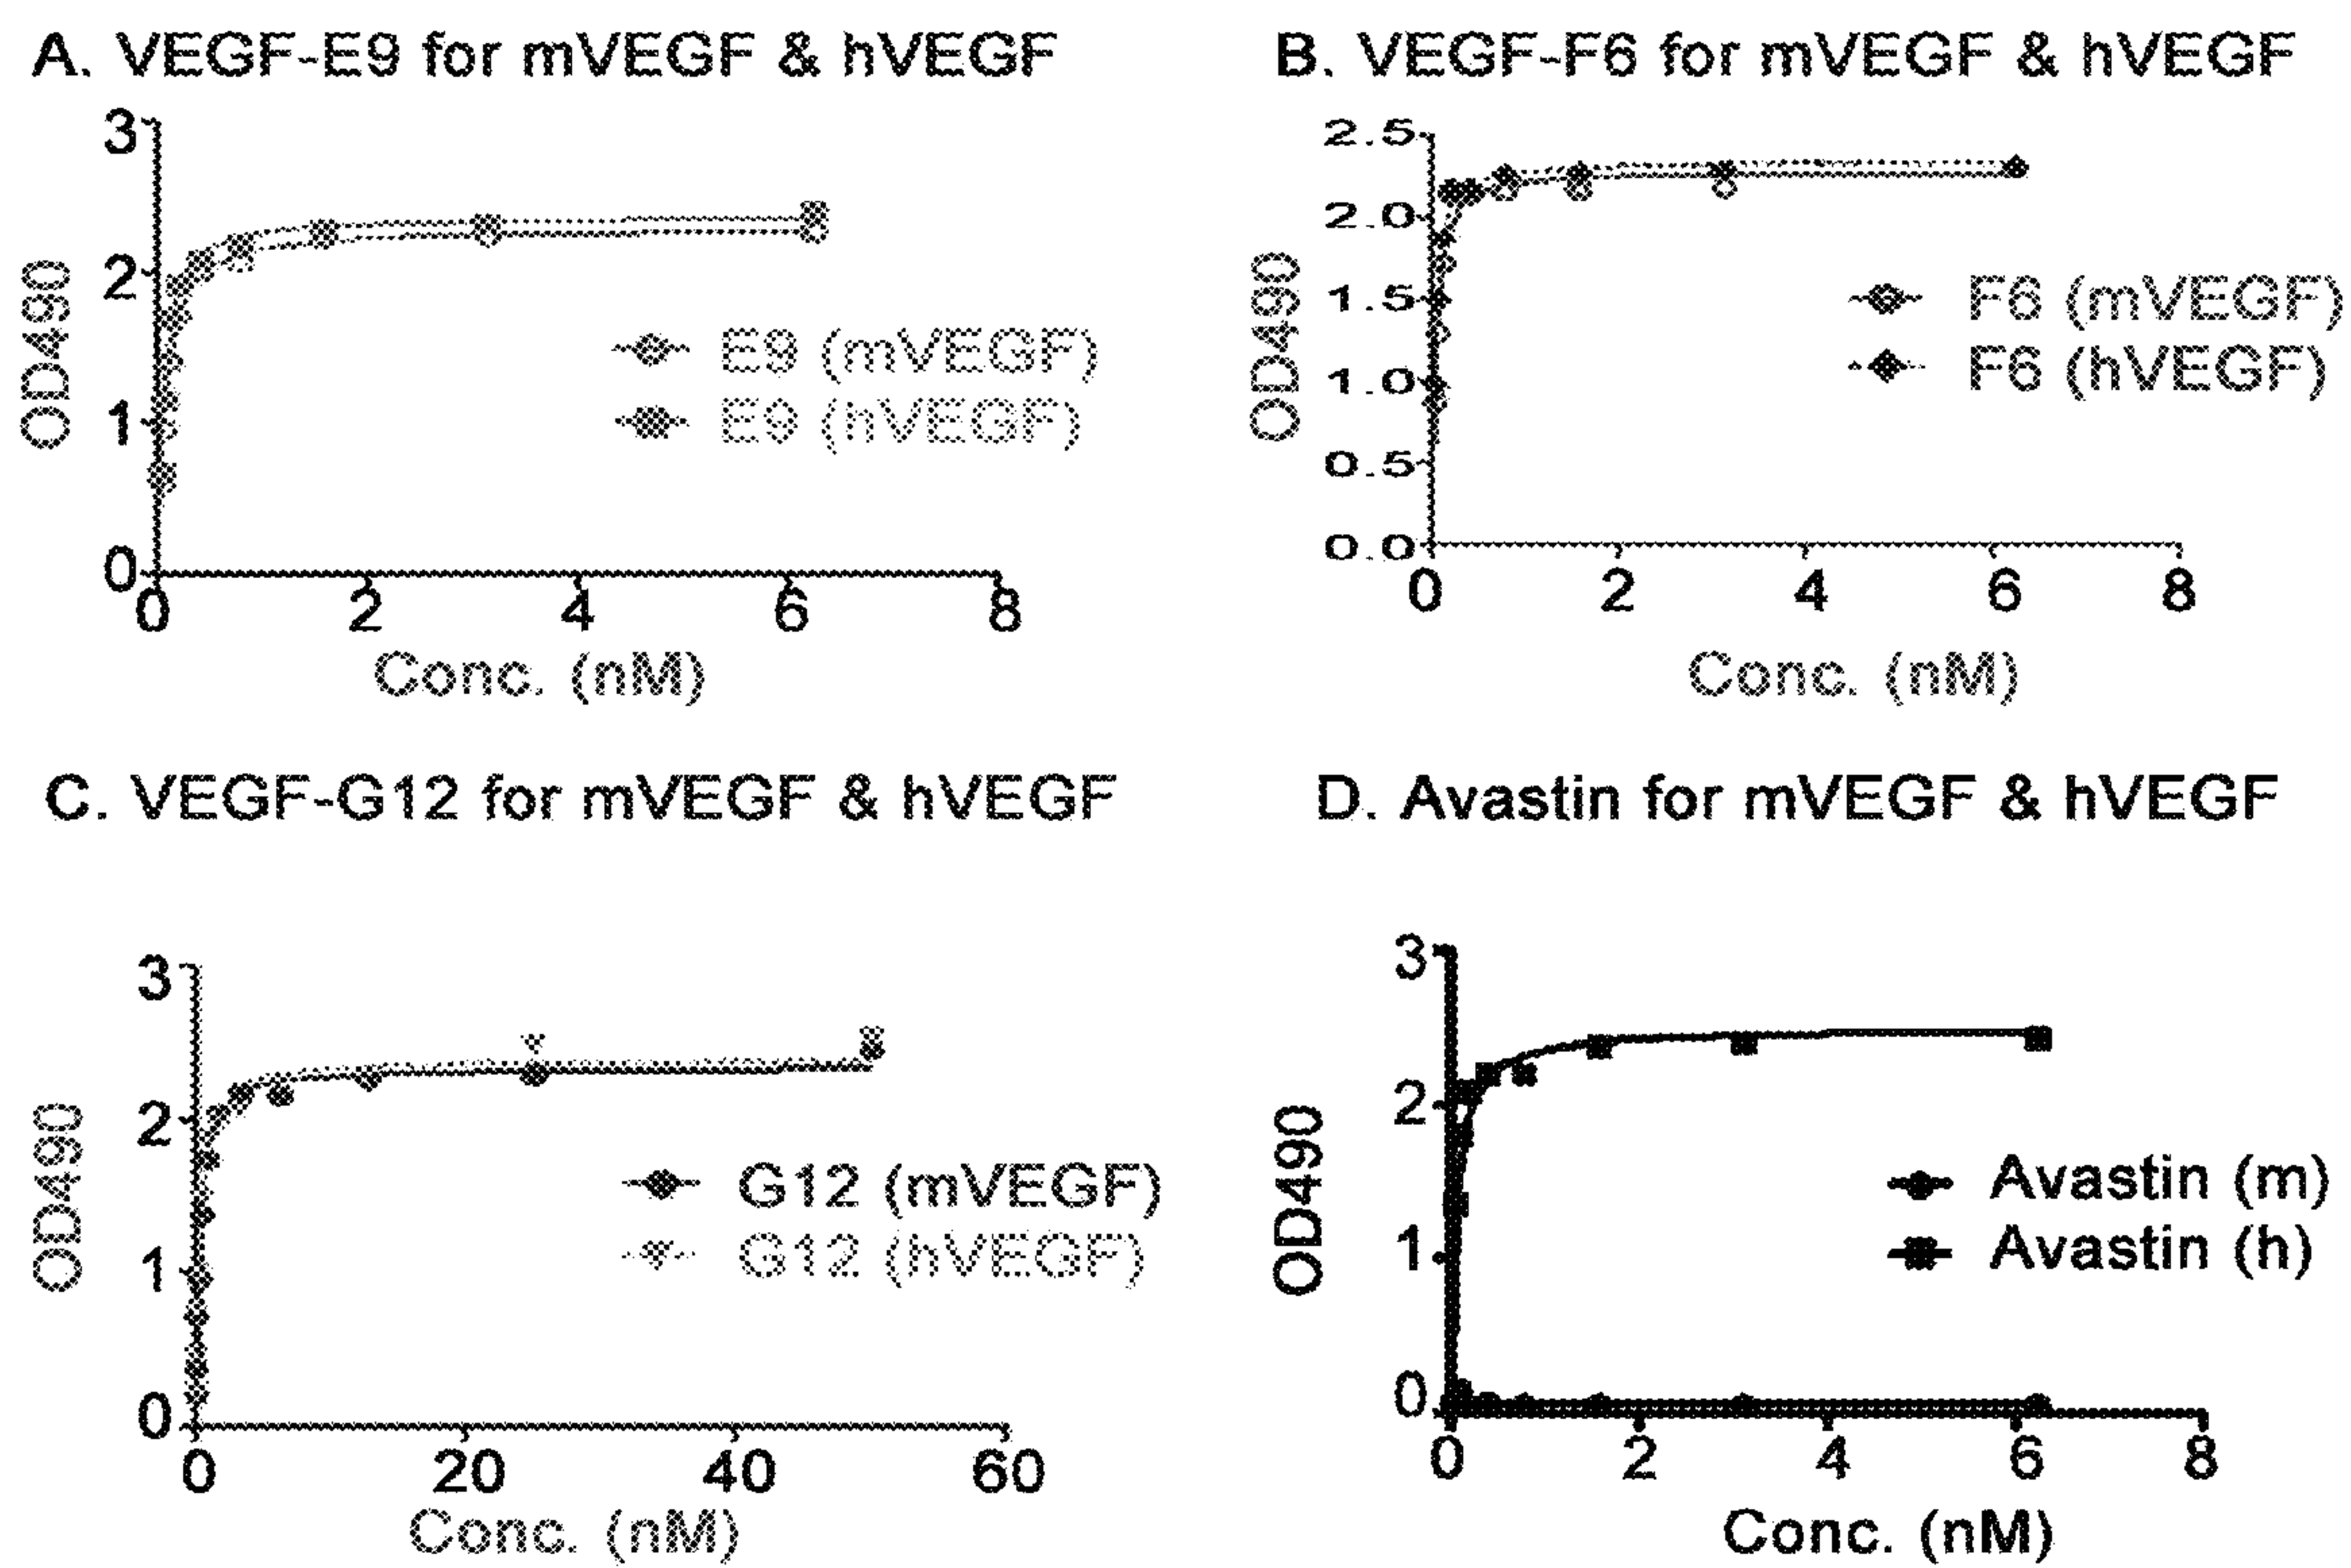 A. VEGF-E9 for mVEGF & hVEGF
3
2
1
0
OD490
0 2 4 6 8
Conc. (nM)
E9 (mVEGF)
E9 (hVEGF)
B. VEGF-F6 for mVEGF & hVEGF
2.5
2.0
1.5
1.0
0.5
0.0
OD490
0 2 4 6 8
Conc. (nM)
F6 (mVEGF)
F6 (hVEGF)
C. VEGF-G12 for mVEGF & hVEGF
3
2
1
0
OD490
0 20 40 60
Conc. (nM)
G12 (mVEGF)
G12 (hVEGF)
D. Avastin for mVEGF & hVEGF
3
2
1
0
OD490
0 2 4 6 8
Conc. (nM)
Avastin (m)
Avastin (h)